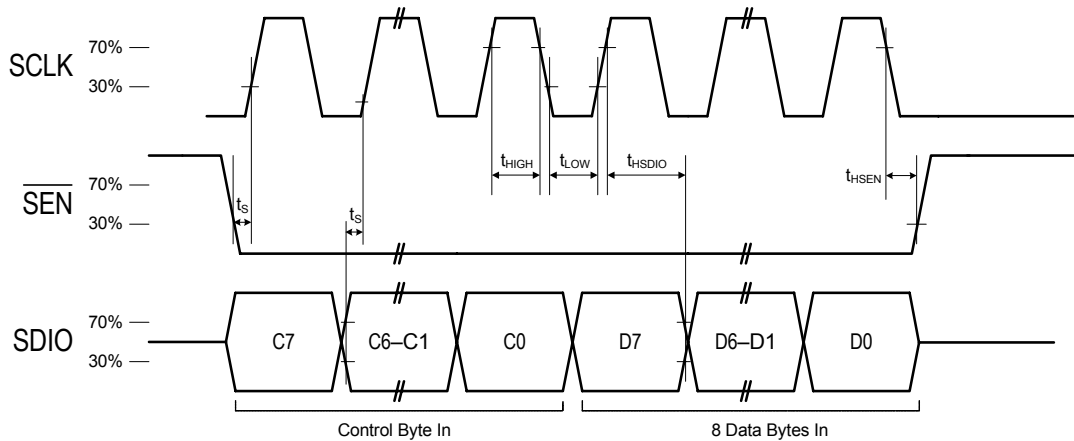 SCLK
70%
30%
tHIGH
tLOW
tHSDIO
tHSEN
SEN
70%
30%
tS
tS
SDIO
70%
30%
C7
C6–C1
C0
D7
D6–D1
D0
Control Byte In
8 Data Bytes In